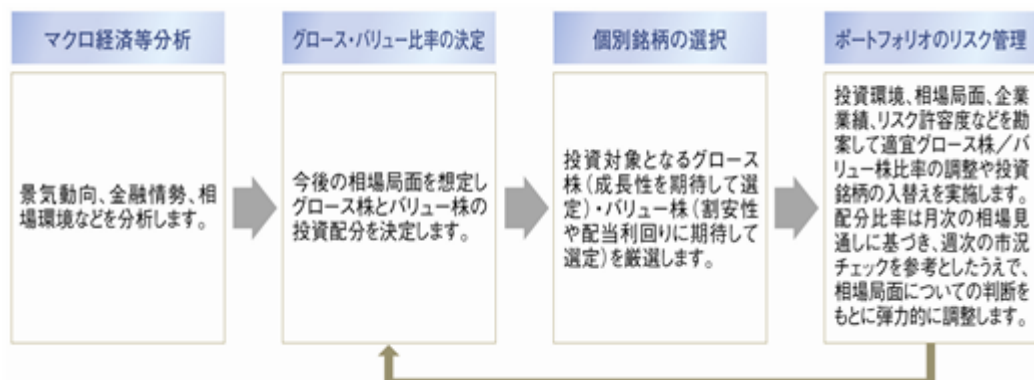 マクロ経済等分析
景気動向、金融情勢、相
場環境などを分析します。
グロース・バリュー比率の決定
今後の相場局面を想定し
グロース株とバリュー株の
投資配分を決定します。
個別銘柄の選択
投資対象となるグロース
株(成長性を期待して選
定)・バリュー株(割安性
や配当利回りに期待して
選定)を厳選します。
ポートフォリオのリスク管理
投資環境、相場局面、企業
業績、リスク許容度などを勘
案して適宜グロース株/バ
リュー株比率の調整や投資
銘柄の入替えを実施します。
配分比率は月次の相場見
通しに基づき、週次の市況
チェックを参考としたうえで、
相場局面についての判断を
もとに弾力的に調整します。